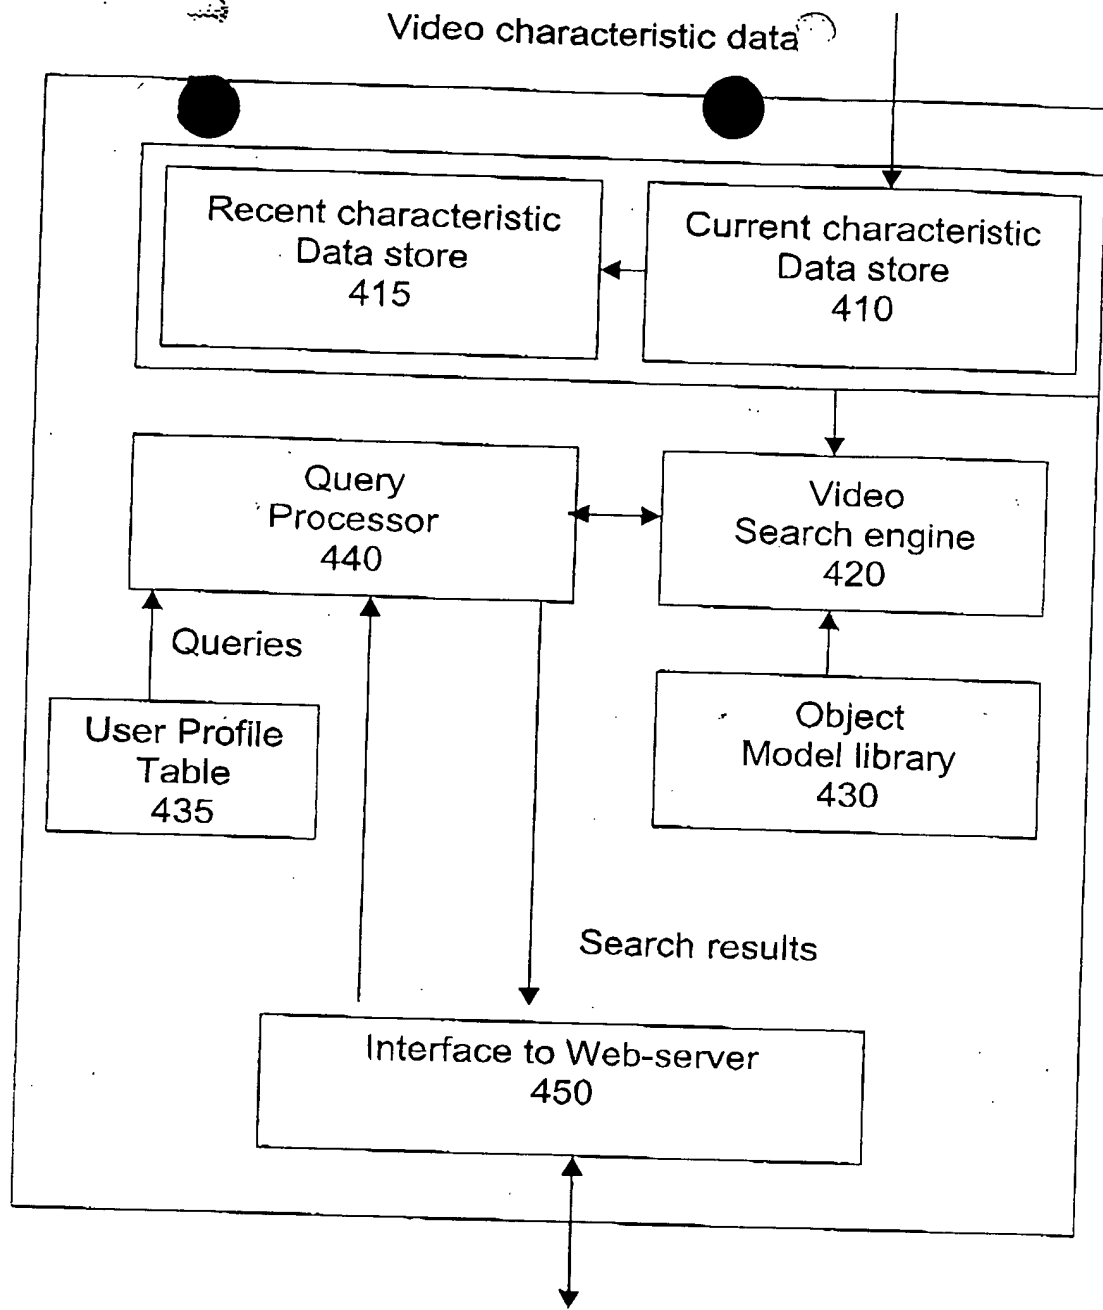 Video characteristic data
Recent characteristic
Data store
415
Current characteristic
Data store
410
Query
Processor
440
Video
Search engine
420
Queries
User Profile
Table
435
Object
Model library
430
Search results
Interface to Web-server
450